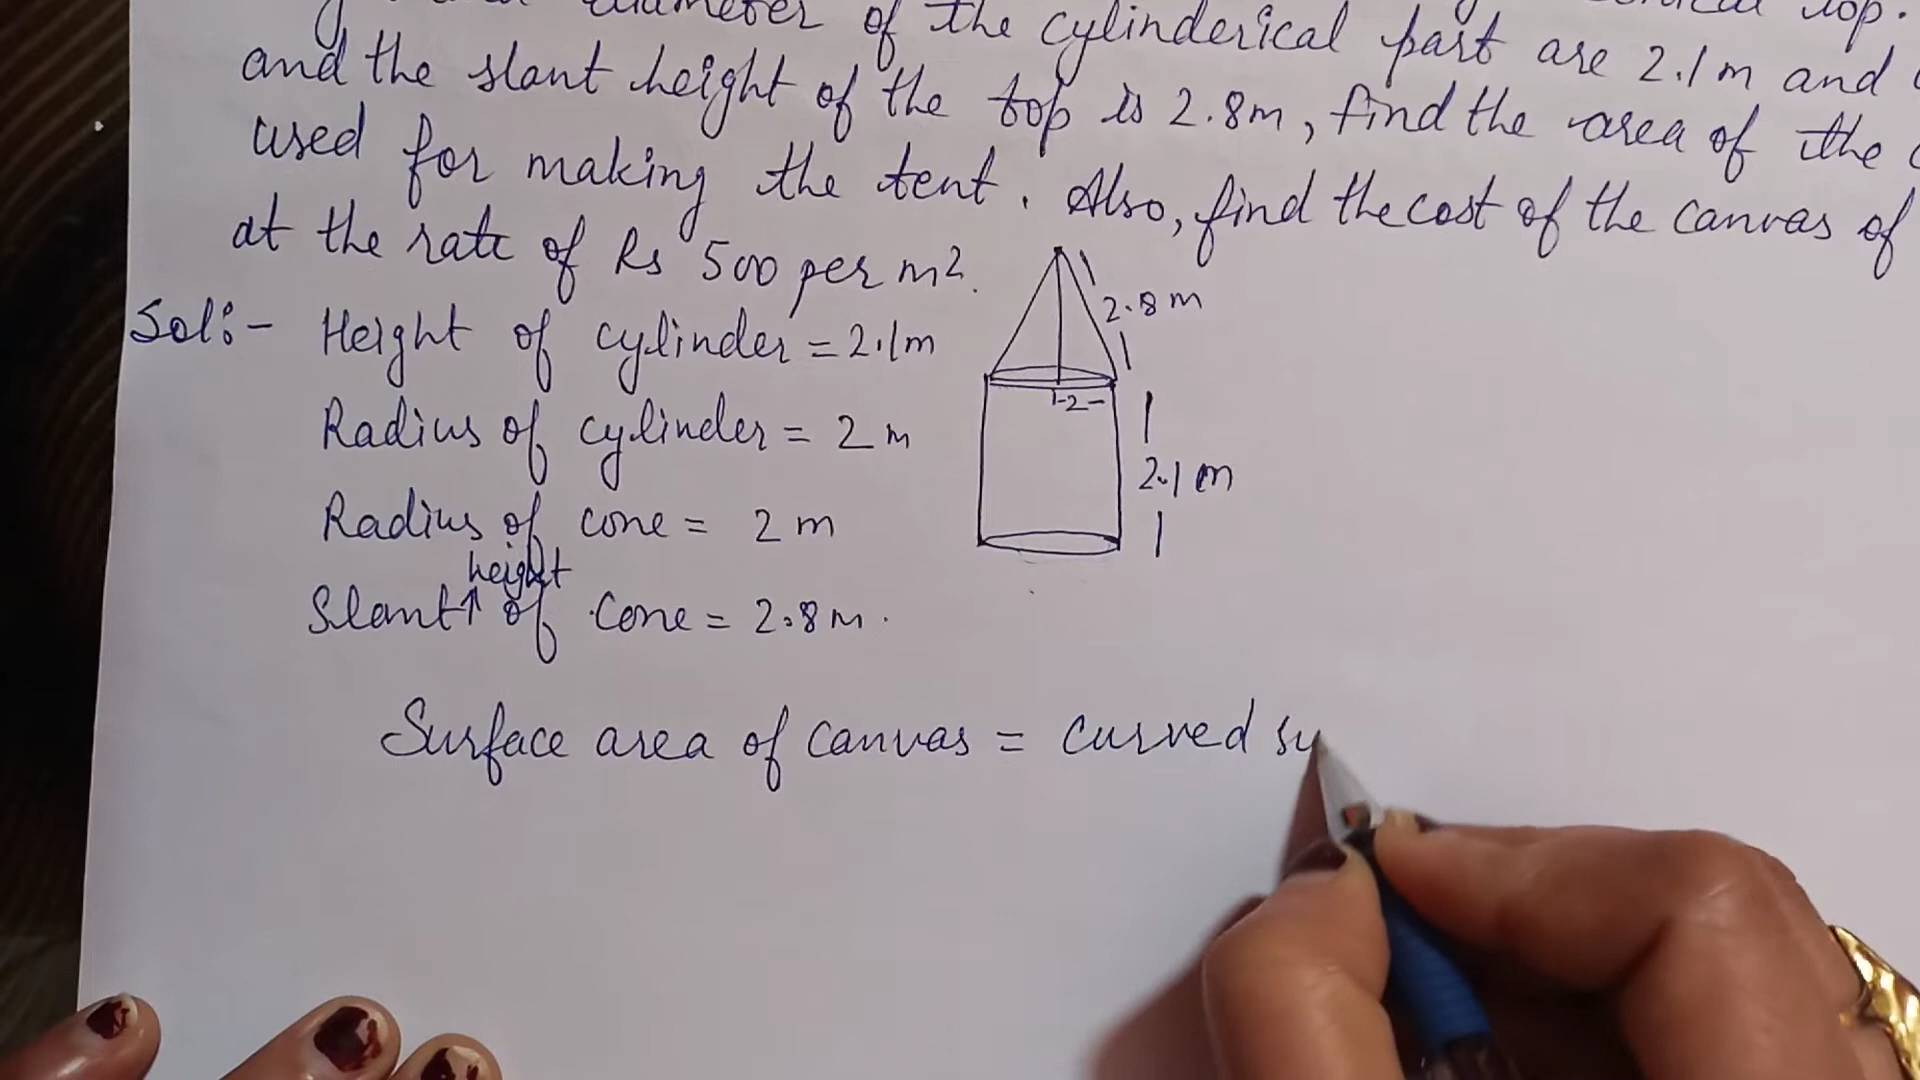 diameter of the cylinderical part are 2.1m and
and the slant height of the top is 2.8m, find the area of the
used for making the tent. Also, find the cost of the canvas of
at the rate of Rs 500 per m².
Sol:- Height of cylinder = 2.1m
Radius of cylinder = 2 m
Radius of cone = 2 m
height
Slant↑ of cone = 2.8m.
2.8 m
2
2.1 m
Surface area of canvas = curved su